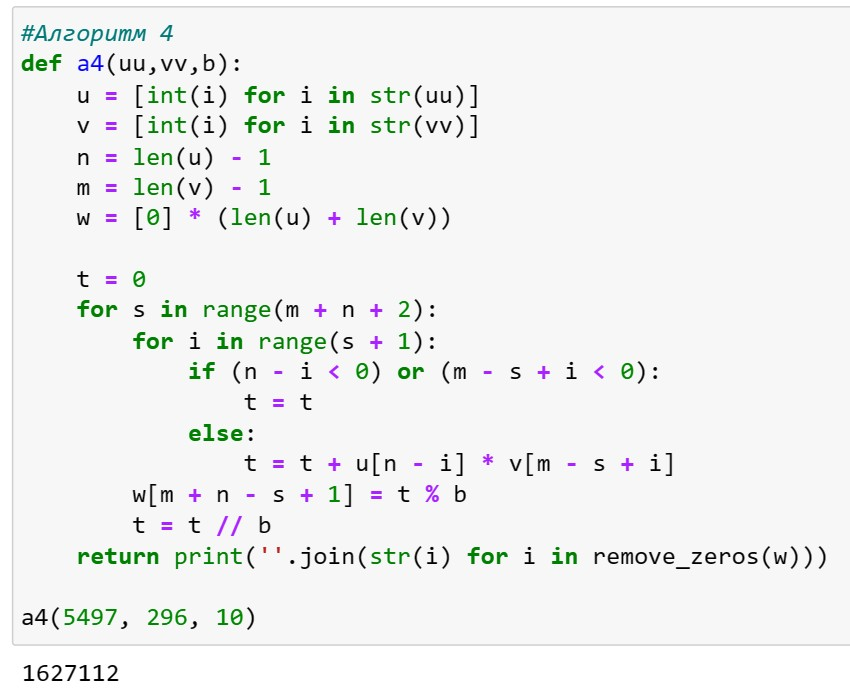 #Алгоритм 4
def a4(uu,vv,b):
    u = [int(i) for i in str(uu)]
    v = [int(i) for i in str(vv)]
    n = len(u) - 1
    m = len(v) - 1
    w = [0] * (len(u) + len(v))

    t = 0
    for s in range(m + n + 2):
        for i in range(s + 1):
            if (n - i < 0) or (m - s + i < 0):
                t = t
            else:
                t = t + u[n - i] * v[m - s + i]
        w[m + n - s + 1] = t % b
        t = t // b
    return print(''.join(str(i) for i in remove_zeros(w)))

a4(5497, 296, 10)
1627112